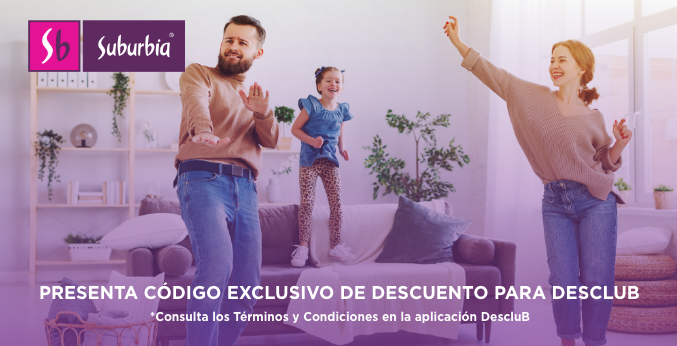 Sb
Suburbia®
PRESENTA CÓDIGO EXCLUSIVO DE DESCUENTO PARA DESCLUB
*Consulta los Términos y Condiciones en la aplicación DescluB